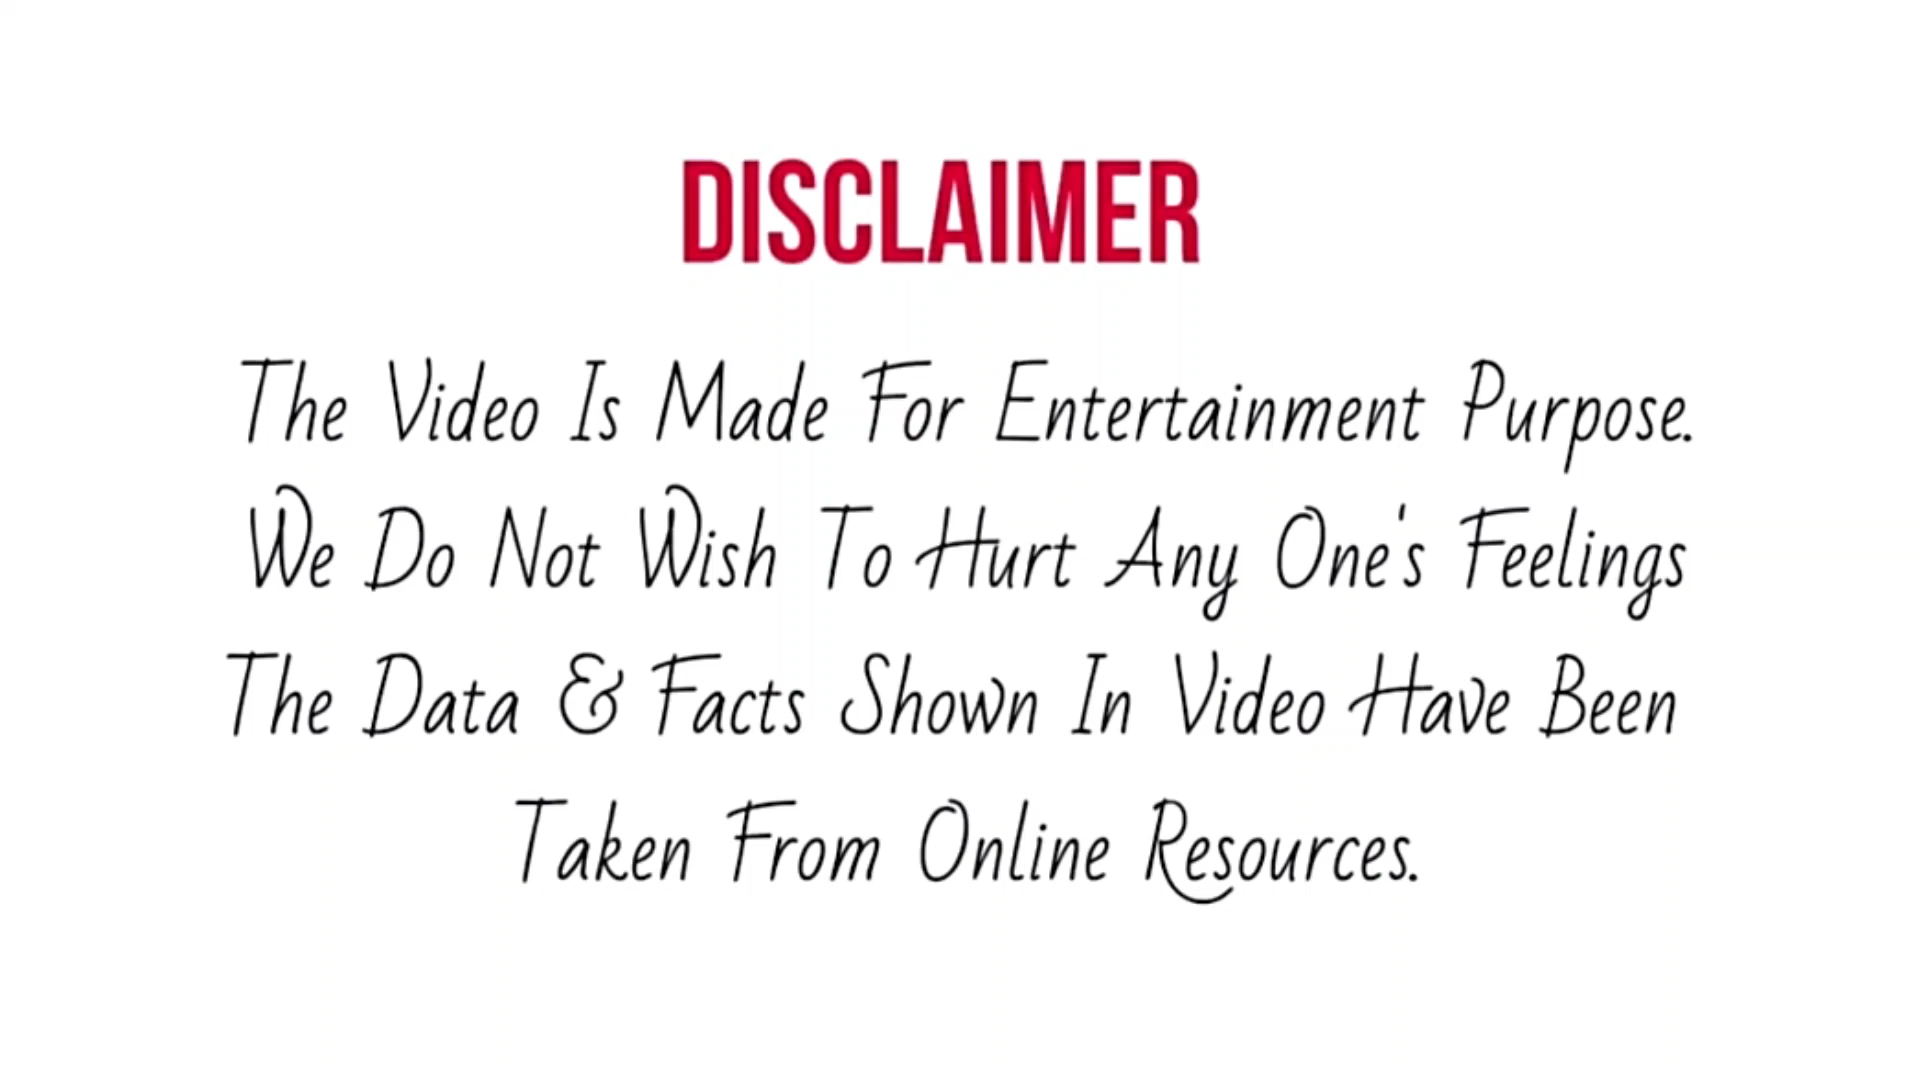 DISCLAIMER
The Video Is Made For Entertainment Purpose.
We Do Not Wish To Hurt Any One's Feelings
The Data & Facts Shown In Video Have Been
Taken From Online Resources.